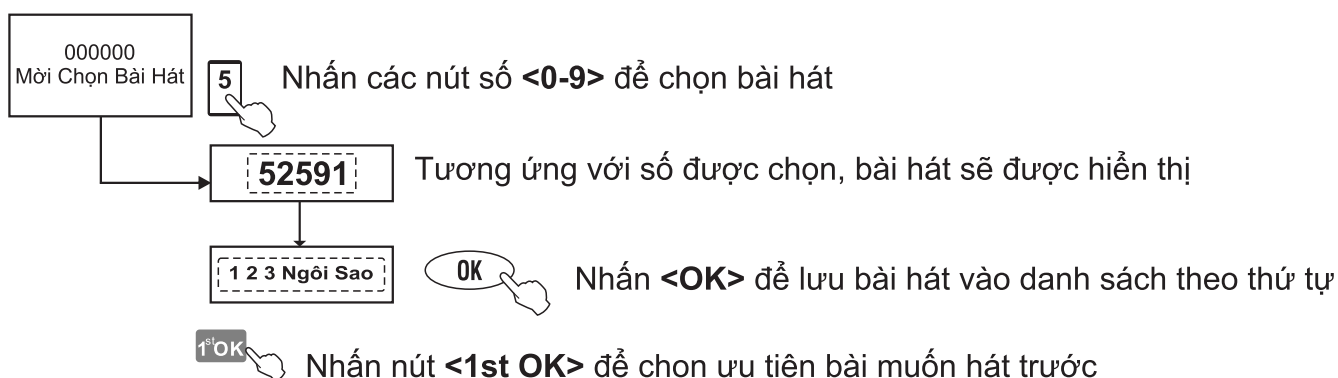 000000
Mời Chọn Bài Hát
5 Nhấn các nút số <0-9> để chọn bài hát
52591 Tương ứng với số được chọn, bài hát sẽ được hiển thị
1 2 3 Ngôi Sao OK Nhấn <OK> để lưu bài hát vào danh sách theo thứ tự
1st OK Nhấn nút <1st OK> để chọn ưu tiên bài muốn hát trước